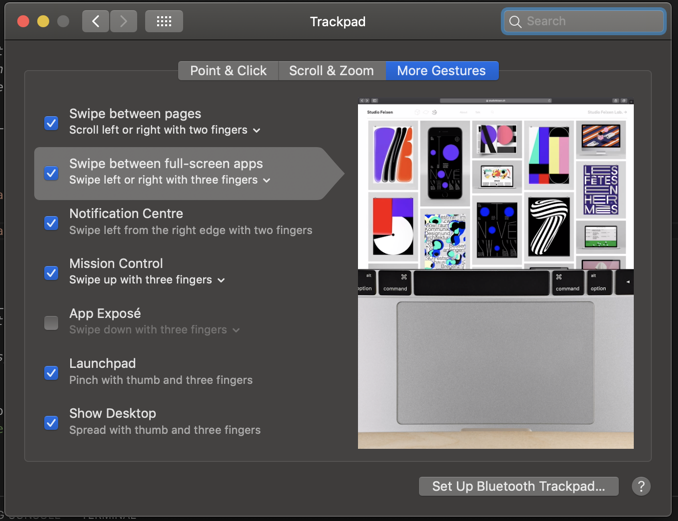 Trackpad
Search
Point & Click
Scroll & Zoom
More Gestures
Swipe between pages
Scroll left or right with two fingers
Swipe between full-screen apps
Swipe left or right with three fingers
Notification Centre
Swipe left from the right edge with two fingers
Mission Control
Swipe up with three fingers
App Exposé
Swipe down with three fingers
Launchpad
Pinch with thumb and three fingers
Show Desktop
Spread with thumb and three fingers
Studio Feixen
LES
FÊTES
EN
HER
MES
alt
option
⌘
command
⌘
command
alt
option
Set Up Bluetooth Trackpad...
?
TERMINAL